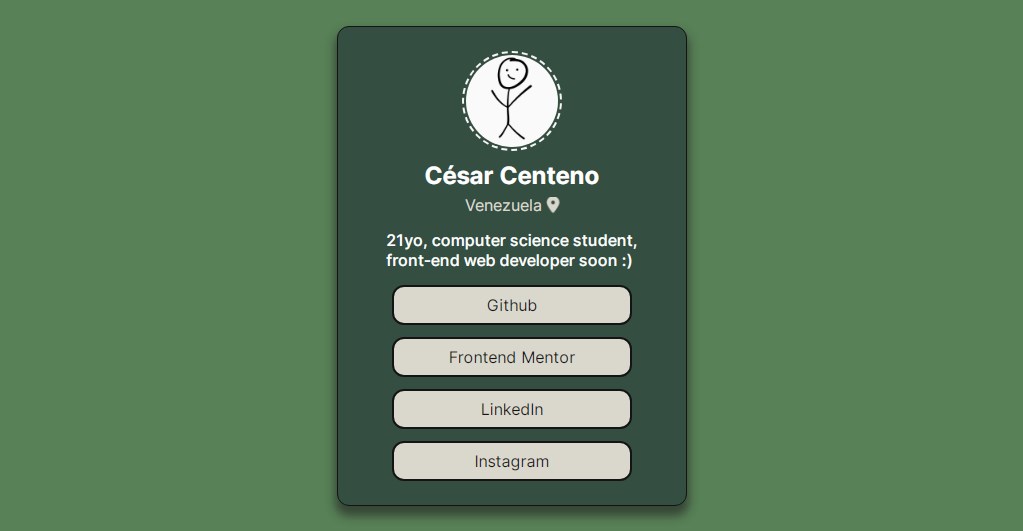 César Centeno
Venezuela
21yo, computer science student,
front-end web developer soon :)
Github
Frontend Mentor
LinkedIn
Instagram